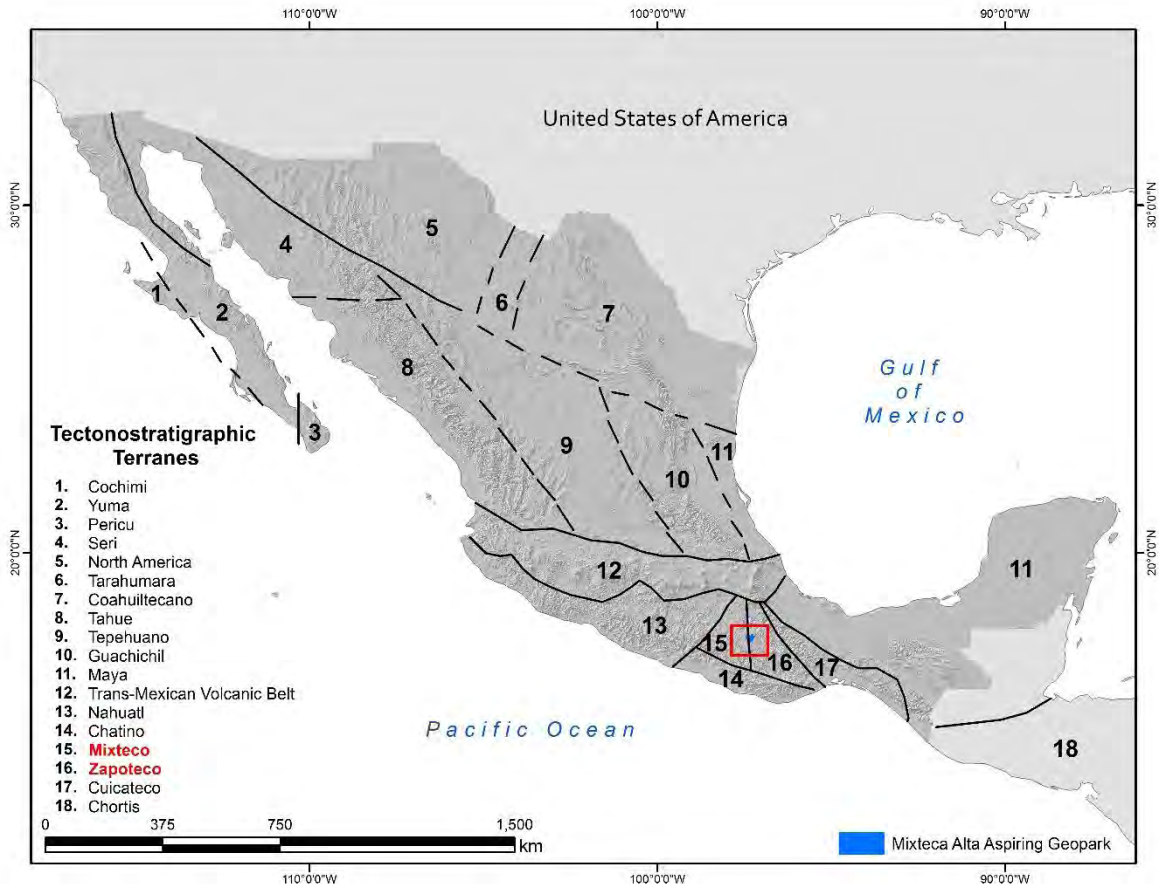 110°0'0"W
100°0'0"W
90°0'0"W
United States of America
30°0'0"N
30°0'0"N
4
5
6
7
1
2
8
Gulf
of
Mexico
3
9
10
11
Tectonostratigraphic
Terranes
1. Cochimi
2. Yuma
3. Pericu
4. Seri
5. North America
6. Tarahumara
7. Coahuiltecano
8. Tahue
9. Tepehuano
10. Guachichil
11. Maya
12. Trans-Mexican Volcanic Belt
13. Nahuatl
14. Chatino
15. Mixteco
16. Zapoteco
17. Cuicateco
18. Chortis
20°0'0"N
20°0'0"N
12
11
13
15
16
17
14
18
Pacific Ocean
0 375 750 1,500
km
Mixteca Alta Aspiring Geopark
110°0'0"W
100°0'0"W
90°0'0"W